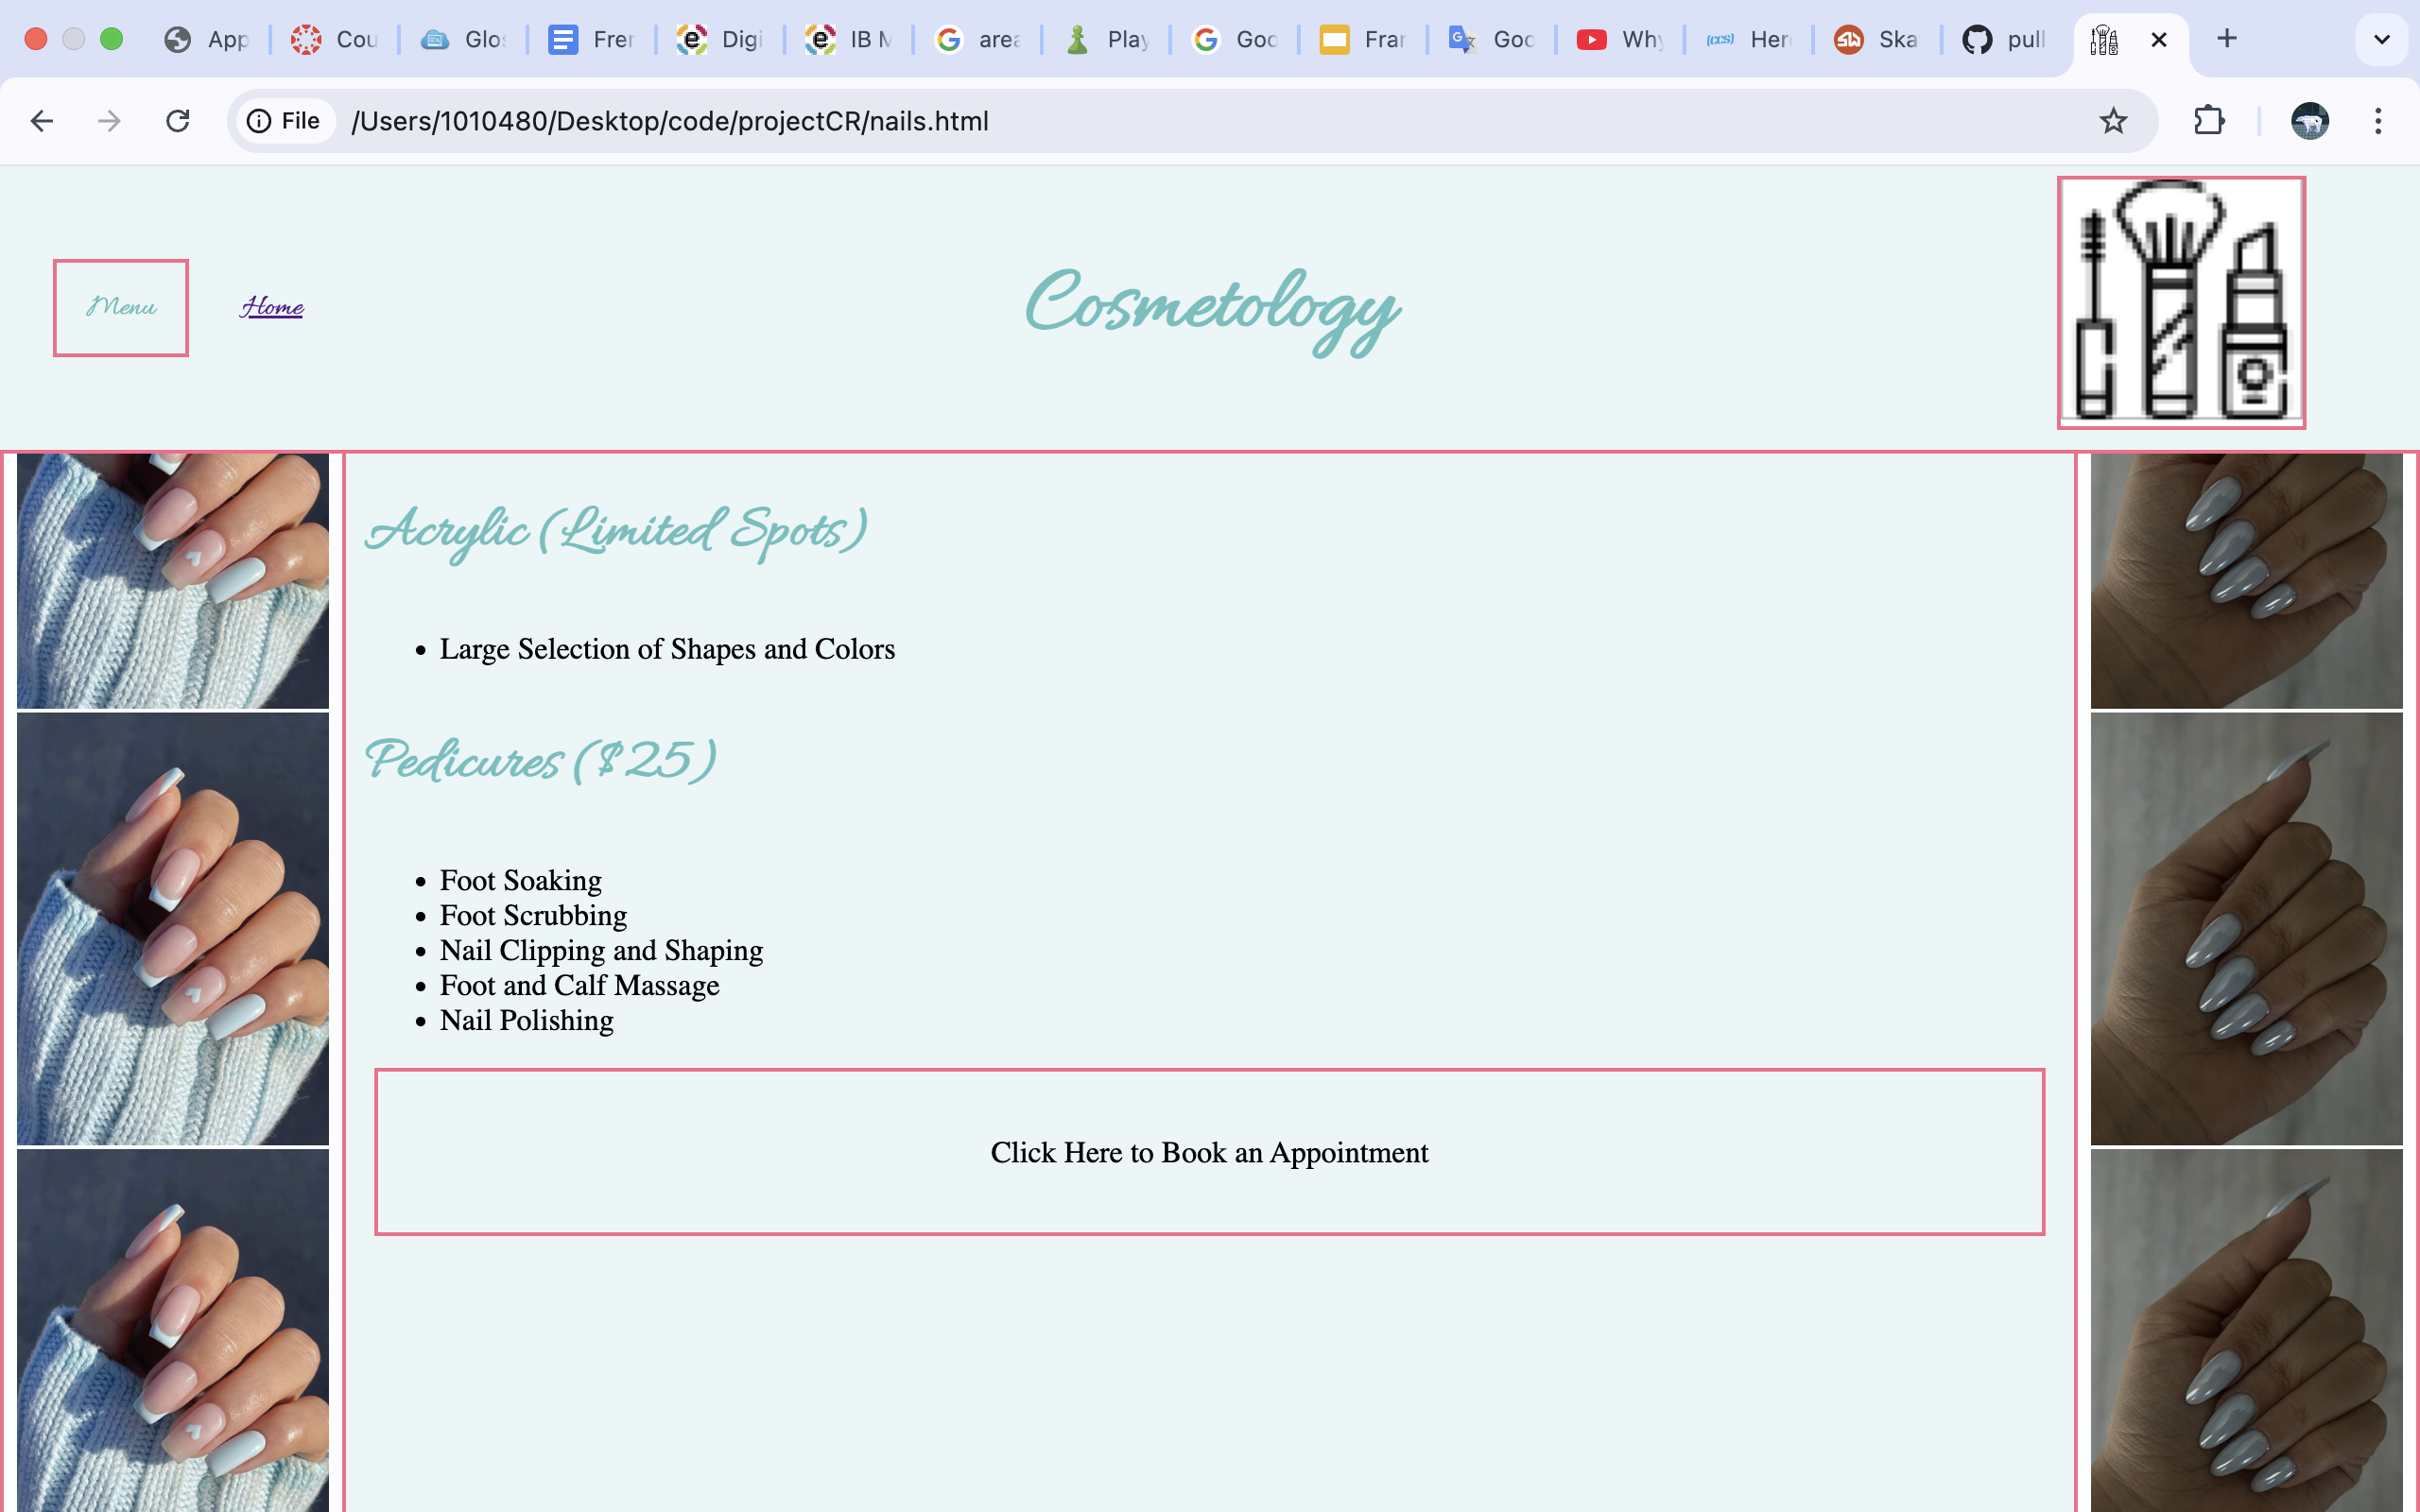 App
Cou
Glos
Frer
Digi
IB M
area
Play
Goo
Frar
Goo
Why
(ccs)
Her
Ska
pull
File
/Users/1010480/Desktop/code/projectCR/nails.html
Menu
Home
Cosmetology
Acrylic (Limited Spots)
Large Selection of Shapes and Colors
Pedicures ($25)
Foot Soaking
Foot Scrubbing
Nail Clipping and Shaping
Foot and Calf Massage
Nail Polishing
Click Here to Book an Appointment